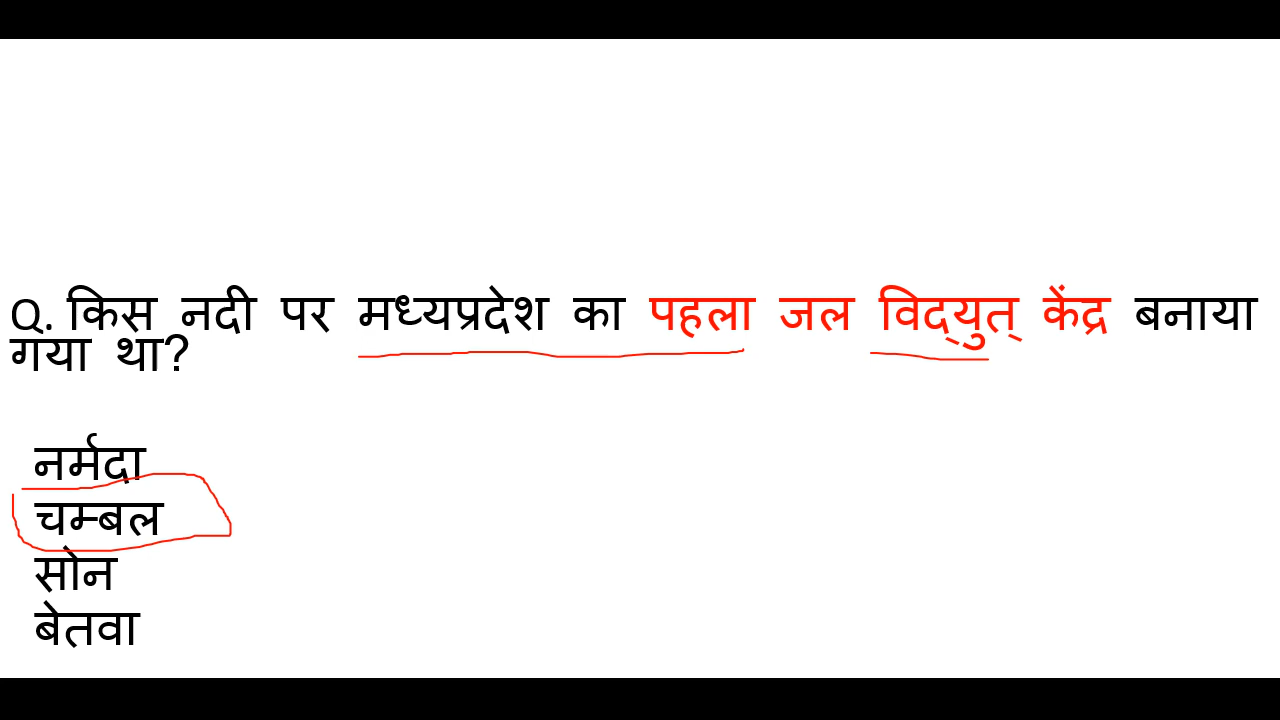 Q. किस नदी पर मध्यप्रदेश का पहला जल विद्युत् केंद्र बनाया
गया था?
नर्मदा
चम्बल
सोन
बेतवा